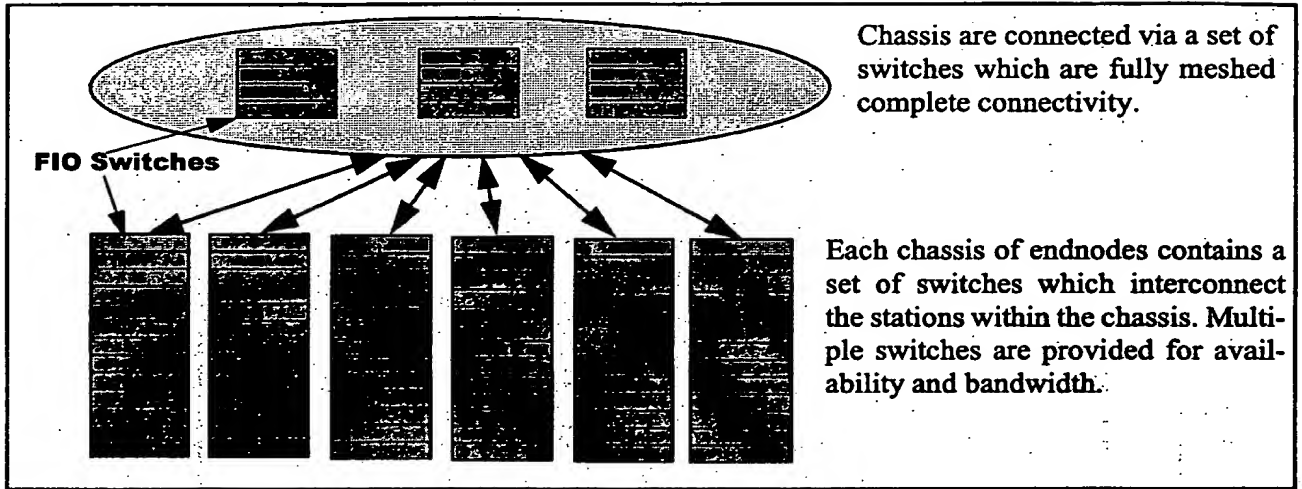 Chassis are connected via a set of
switches which are fully meshed
complete connectivity.
FIO Switches
Each chassis of endnodes contains a
set of switches which interconnect
the stations within the chassis. Multi-
ple switches are provided for avail-
ability and bandwidth.